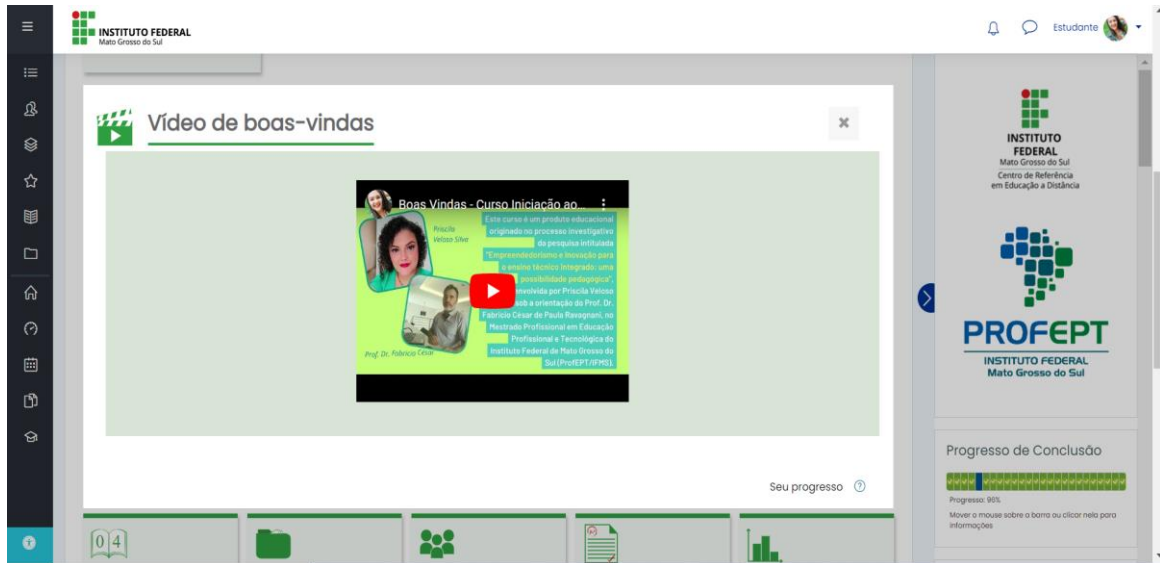 INSTITUTO FEDERAL
Mato Grosso do Sul
Estudante
Vídeo de boas-vindas
Boas Vindas - Curso Iniciação ao...
Priscila
Veloso Silva
Este curso é um produto educacional
originado no processo investigativo
da pesquisa intitulada
"Empreendedorismo e Inovação para
o ensino técnico integrado: uma
possibilidade pedagógica",
envolvida por Priscila Veloso
sob a orientação do Prof. Dr.
Fabrício César de Paula Ravagnani, no
Mestrado Profissional em Educação
Profissional e Tecnológica do
Instituto Federal de Mato Grosso do
Sul (ProfEPT/IFMS).
Prof. Dr. Fabrício César
Seu progresso
04
INSTITUTO
FEDERAL
Mato Grosso do Sul
Centro de Referência
em Educação a Distância
PROFEPT
INSTITUTO FEDERAL
Mato Grosso do Sul
Progresso de Conclusão
Progresso: 96%
Mover o mouse sobre a barra ou clicar nela para
informações